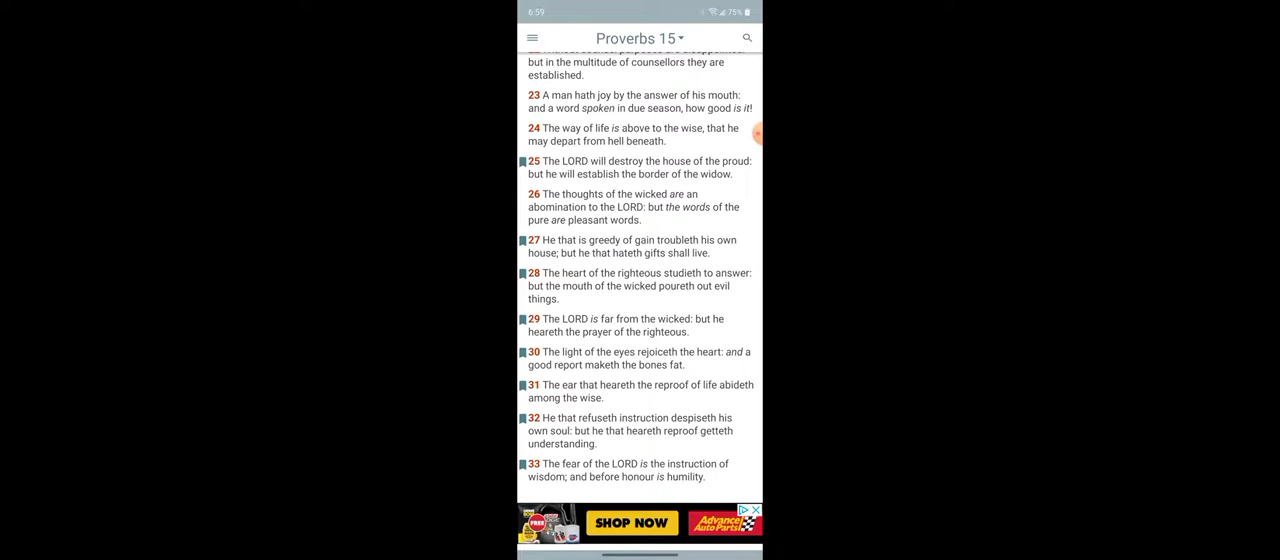 6:59
75%
Proverbs 15
but in the multitude of counsellors they are
established.
23 A man hath joy by the answer of his mouth:
and a word spoken in due season, how good is it!
24 The way of life is above to the wise, that he
may depart from hell beneath.
25 The LORD will destroy the house of the proud:
but he will establish the border of the widow.
26 The thoughts of the wicked are an
abomination to the LORD: but the words of the
pure are pleasant words.
27 He that is greedy of gain troubleth his own
house; but he that hateth gifts shall live.
28 The heart of the righteous studieth to answer:
but the mouth of the wicked poureth out evil
things.
29 The LORD is far from the wicked: but he
heareth the prayer of the righteous.
30 The light of the eyes rejoiceth the heart: and a
good report maketh the bones fat.
31 The ear that heareth the reproof of life abideth
among the wise.
32 He that refuseth instruction despiseth his
own soul: but he that heareth reproof getteth
understanding.
33 The fear of the LORD is the instruction of
wisdom; and before honour is humility.
FREE
SHOP NOW
Advance
Auto Parts